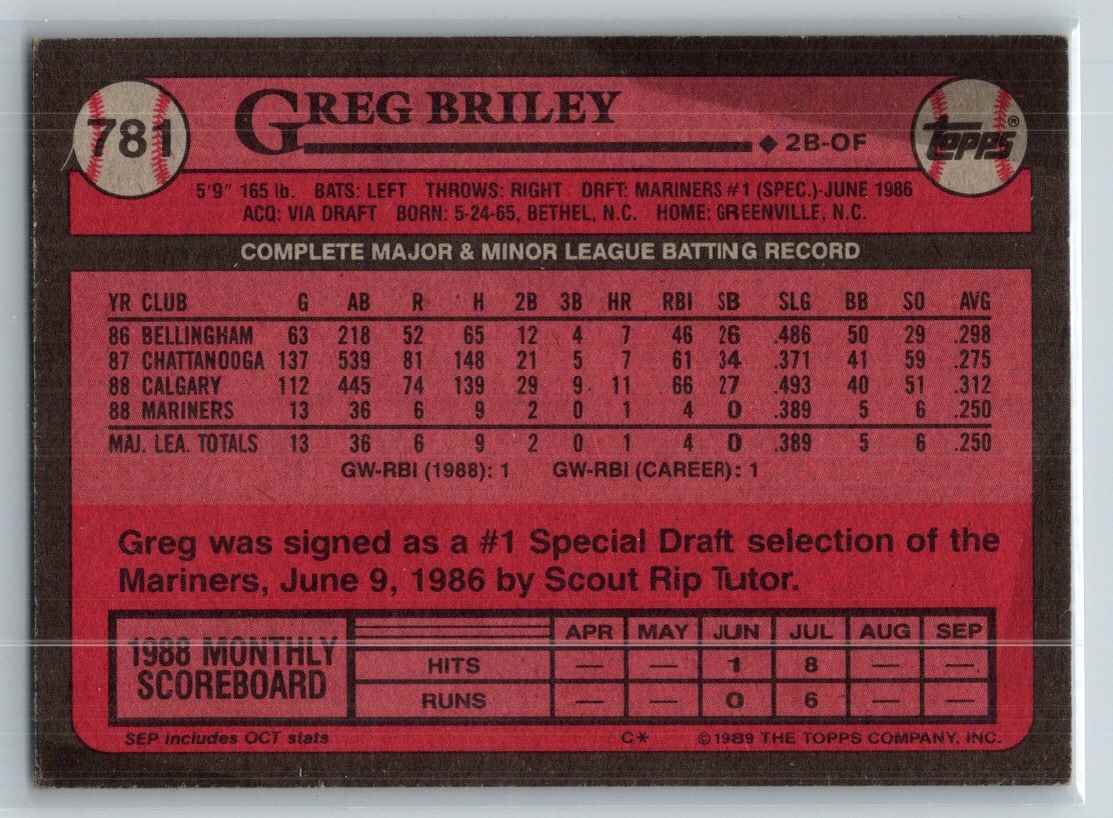 781
GREG BRILEY
◆ 2B-OF
TOPPS®
5'9" 165 lb. BATS: LEFT THROWS: RIGHT DRFT: MARINERS #1 (SPEC.)-JUNE 1986
ACQ: VIA DRAFT BORN: 5-24-65, BETHEL, N.C. HOME: GREENVILLE, N.C.
COMPLETE MAJOR & MINOR LEAGUE BATTING RECORD
YR CLUB G AB R H 2B 3B HR RBI SB SLG BB SO AVG
86 BELLINGHAM 63 218 52 65 12 4 7 46 26 .486 50 29 .298
87 CHATTANOOGA 137 539 81 148 21 5 7 61 34 .371 41 59 .275
88 CALGARY 112 445 74 139 29 9 11 66 27 .493 40 51 .312
88 MARINERS 13 36 6 9 2 0 1 4 0 .389 5 6 .250
MAJ. LEA. TOTALS 13 36 6 9 2 0 1 4 0 .389 5 6 .250
GW-RBI (1988): 1 GW-RBI (CAREER): 1
Greg was signed as a #1 Special Draft selection of the
Mariners, June 9, 1986 by Scout Rip Tutor.
1988 MONTHLY
SCOREBOARD
APR MAY JUN JUL AUG SEP
HITS — — 1 8 — —
RUNS — — 0 6 — —
SEP includes OCT stats C* ©1989 THE TOPPS COMPANY, INC.